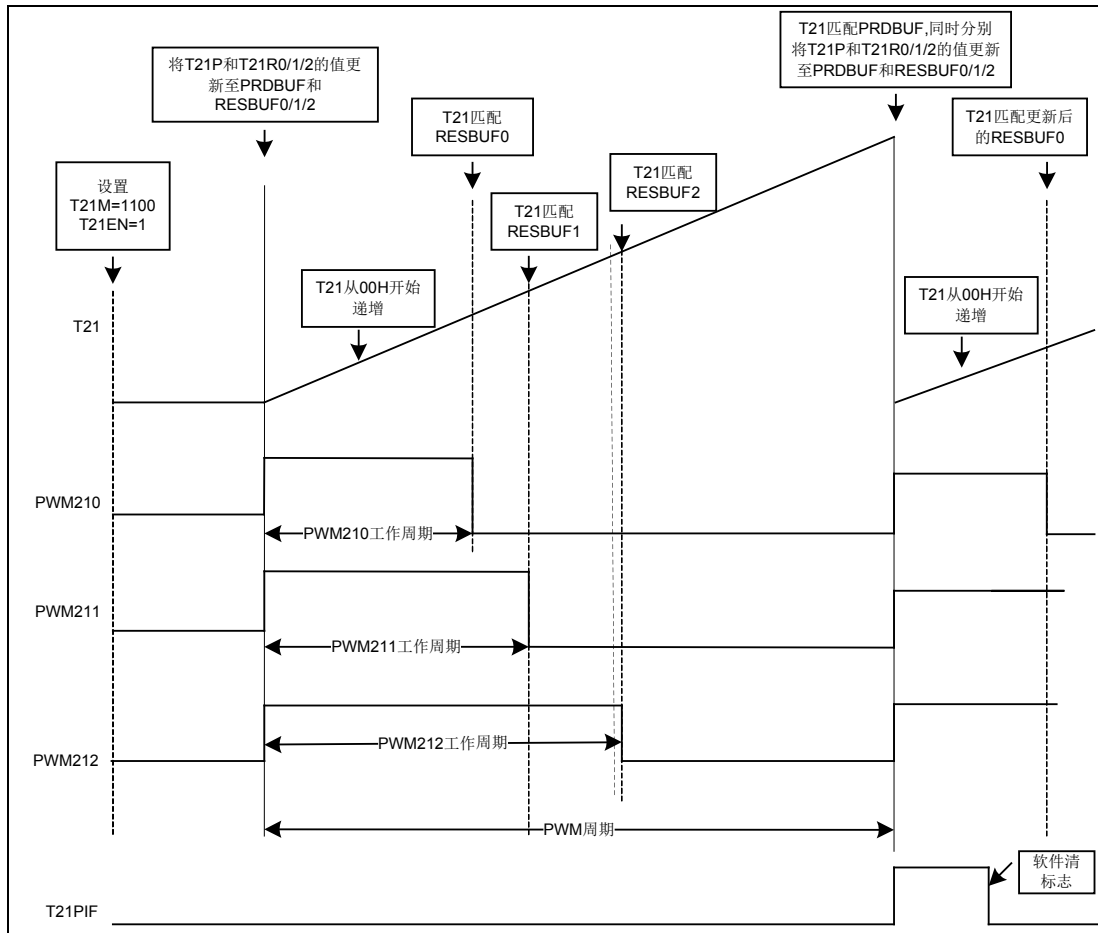 T21匹配PRDBUF,同时分别
将T21P和T21R0/1/2的值更新
至PRDBUF和RESBUF0/1/2
将T21P和T21R0/1/2的值更
新至PRDBUF和
RESBUF0/1/2
T21匹配
RESBUF0
T21匹配更新后
的RESBUF0
设置
T21M=1100
T21EN=1
T21匹配
RESBUF2
T21匹配
RESBUF1
T21从00H开始
递增
T21从00H开始
递增
T21
PWM210
PWM210工作周期
PWM211
PWM211工作周期
PWM212
PWM212工作周期
PWM周期
软件清
标志
T21PIF